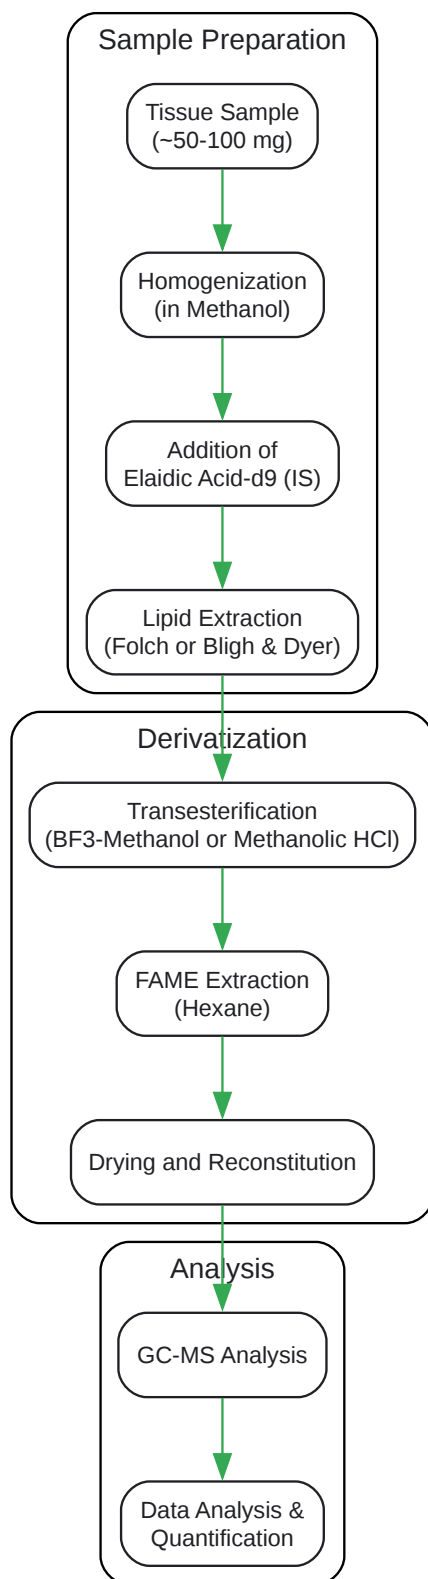 Sample Preparation
Tissue Sample
(~50-100 mg)
Homogenization
(in Methanol)
Addition of
Elaidic Acid-d9 (IS)
Lipid Extraction
(Folch or Bligh & Dyer)
Derivatization
Transesterification
(BF3-Methanol or Methanolic HCl)
FAME Extraction
(Hexane)
Drying and Reconstitution
Analysis
GC-MS Analysis
Data Analysis &
Quantification